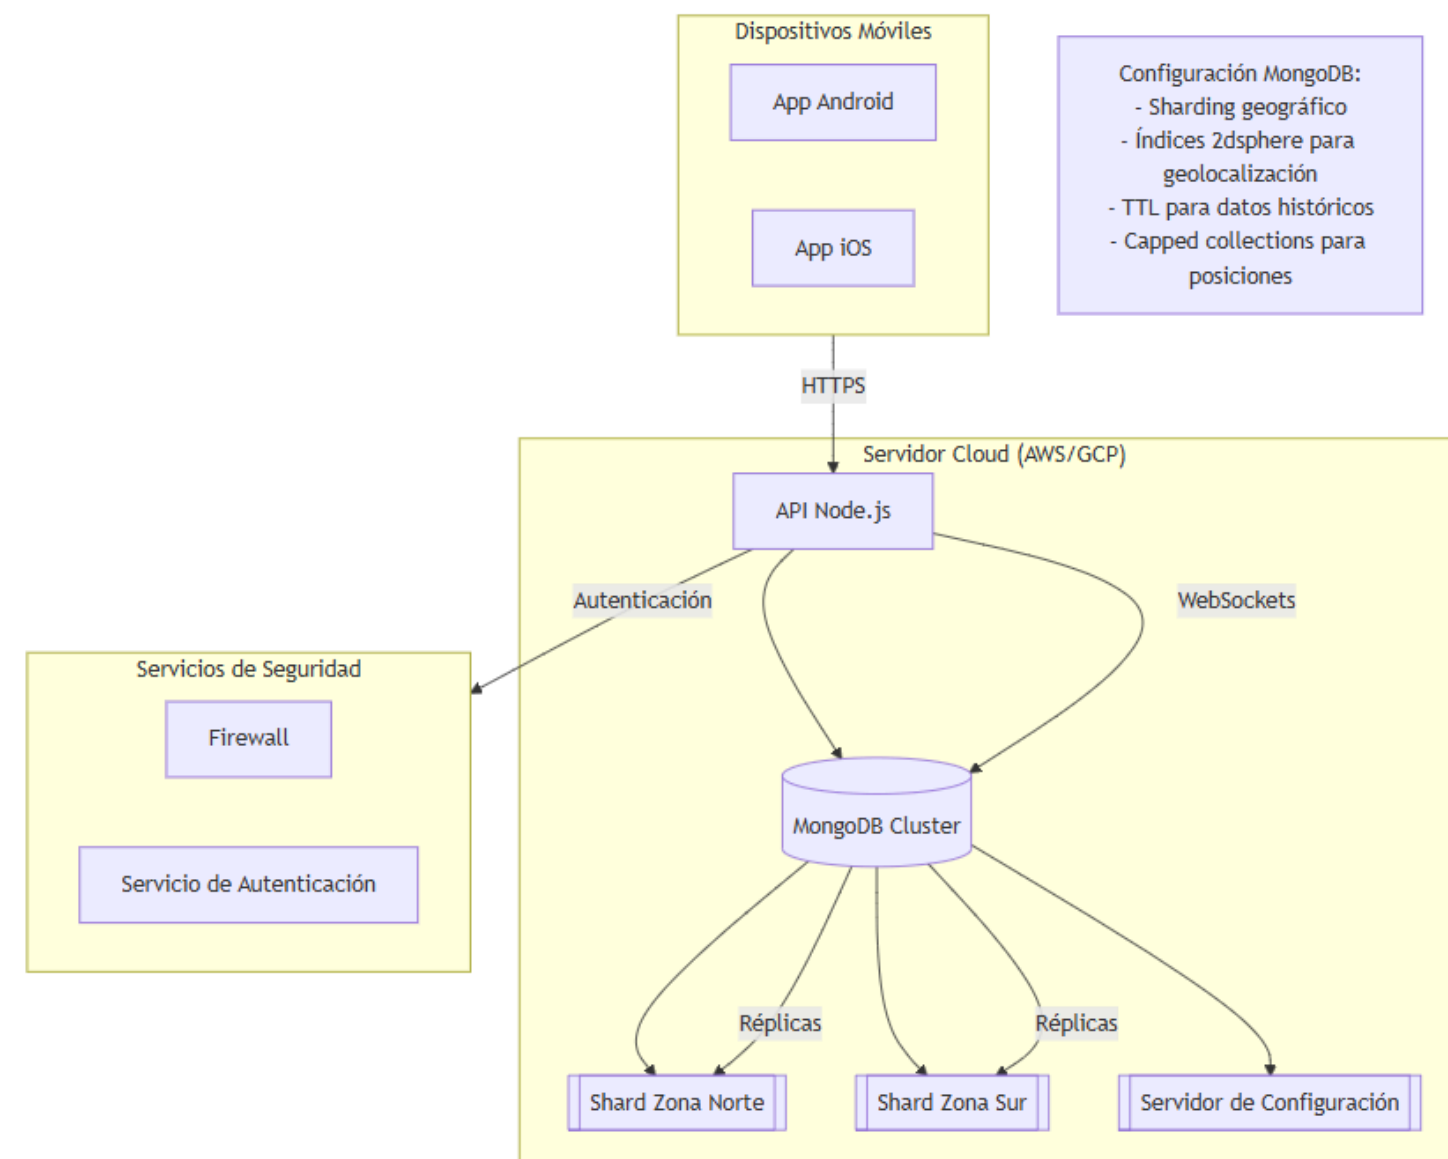 Dispositivos Móviles
App Android
App iOS
Configuración MongoDB:
- Sharding geográfico
- Índices 2dsphere para
geolocalización
- TTL para datos históricos
- Capped collections para
posiciones
HTTPS
Servidor Cloud (AWS/GCP)
API Node.js
Autenticación
WebSockets
Servicios de Seguridad
Firewall
Servicio de Autenticación
MongoDB Cluster
Réplicas
Réplicas
Shard Zona Norte
Shard Zona Sur
Servidor de Configuración